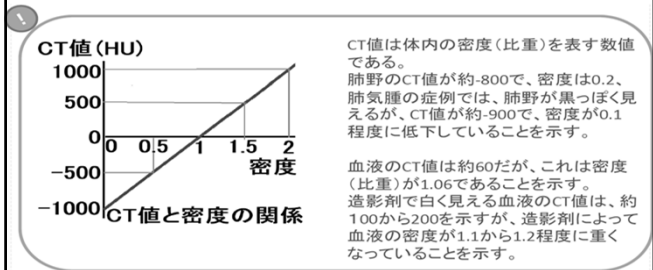 !
CT値(HU)
1000
500
0
-500
-1000
0 0.5 1 1.5 2
密度
CT値と密度の関係
CT値は体内の密度(比重)を表す数値
である。
肺野のCT値が約-800で、密度は0.2、
肺気腫の症例では、肺野が黒っぽく見
えるが、CT値が約-900で、密度が0.1
程度に低下していることを示す。
血液のCT値は約60だが、これは密度
(比重)が1.06であることを示す。
造影剤で白く見える血液のCT値は、約
100から200を示すが、造影剤によって
血液の密度が1.1から1.2程度に重く
なっていることを示す。